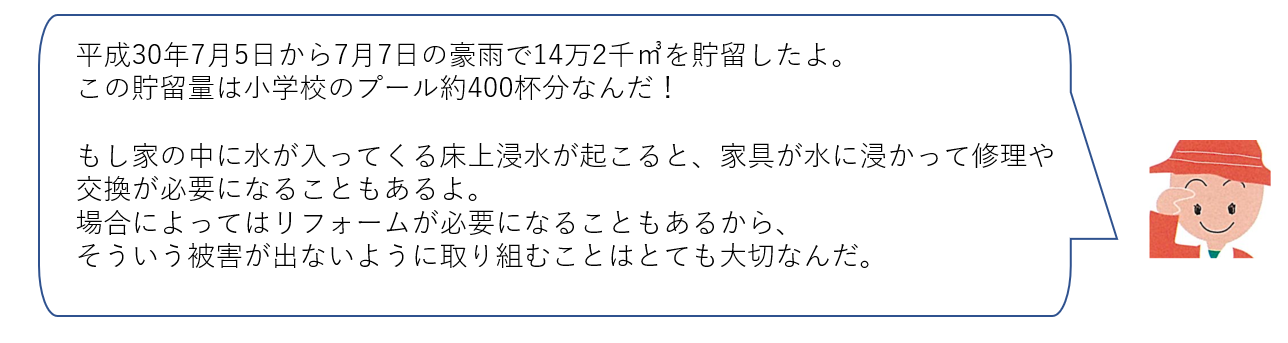 平成30年7月5日から7月7日の豪雨で14万2千㎥を貯留したよ。
この貯留量は小学校のプール約400杯分なんだ！
もし家の中に水が入ってくる床上浸水が起こると、家具が水に浸かって修理や
交換が必要になることもあるよ。
場合によってはリフォームが必要になることもあるから、
そういう被害が出ないように取り組むことはとても大切なんだ。